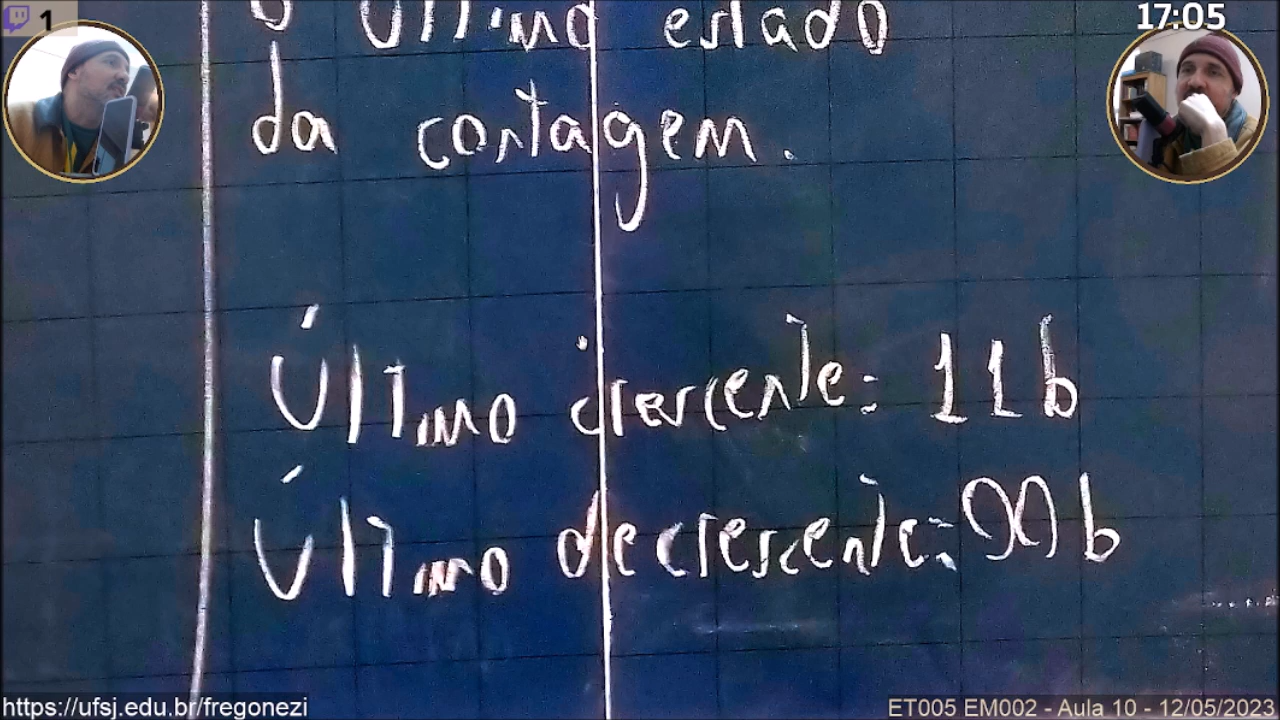 1
17:05
o último estado
da contagem.
Último crescente: 11b
Último decrescente: 00b
https://ufsj.edu.br/fregonezi
ET005 EM002 - Aula 10 - 12/05/2023